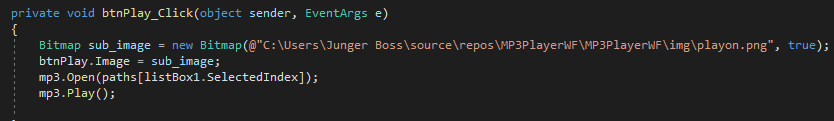 private void btnPlay_Click(object sender, EventArgs e)
{
Bitmap sub_image = new Bitmap(@"C:\Users\Junger Boss\source\repos\MP3PlayerWF\MP3PlayerWF\img\playon.png", true);
btnPlay.Image = sub_image;
mp3.Open(paths[listBox1.SelectedIndex]);
mp3.Play();